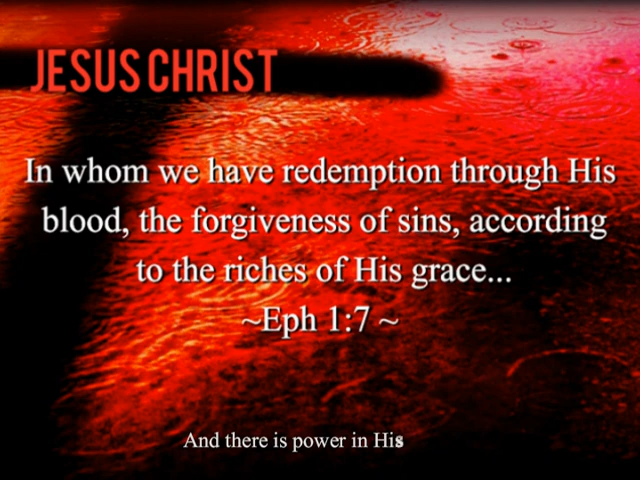 JESUS CHRIST
In whom we have redemption through His
blood, the forgiveness of sins, according
to the riches of His grace...
~Eph 1:7 ~
And there is power in His